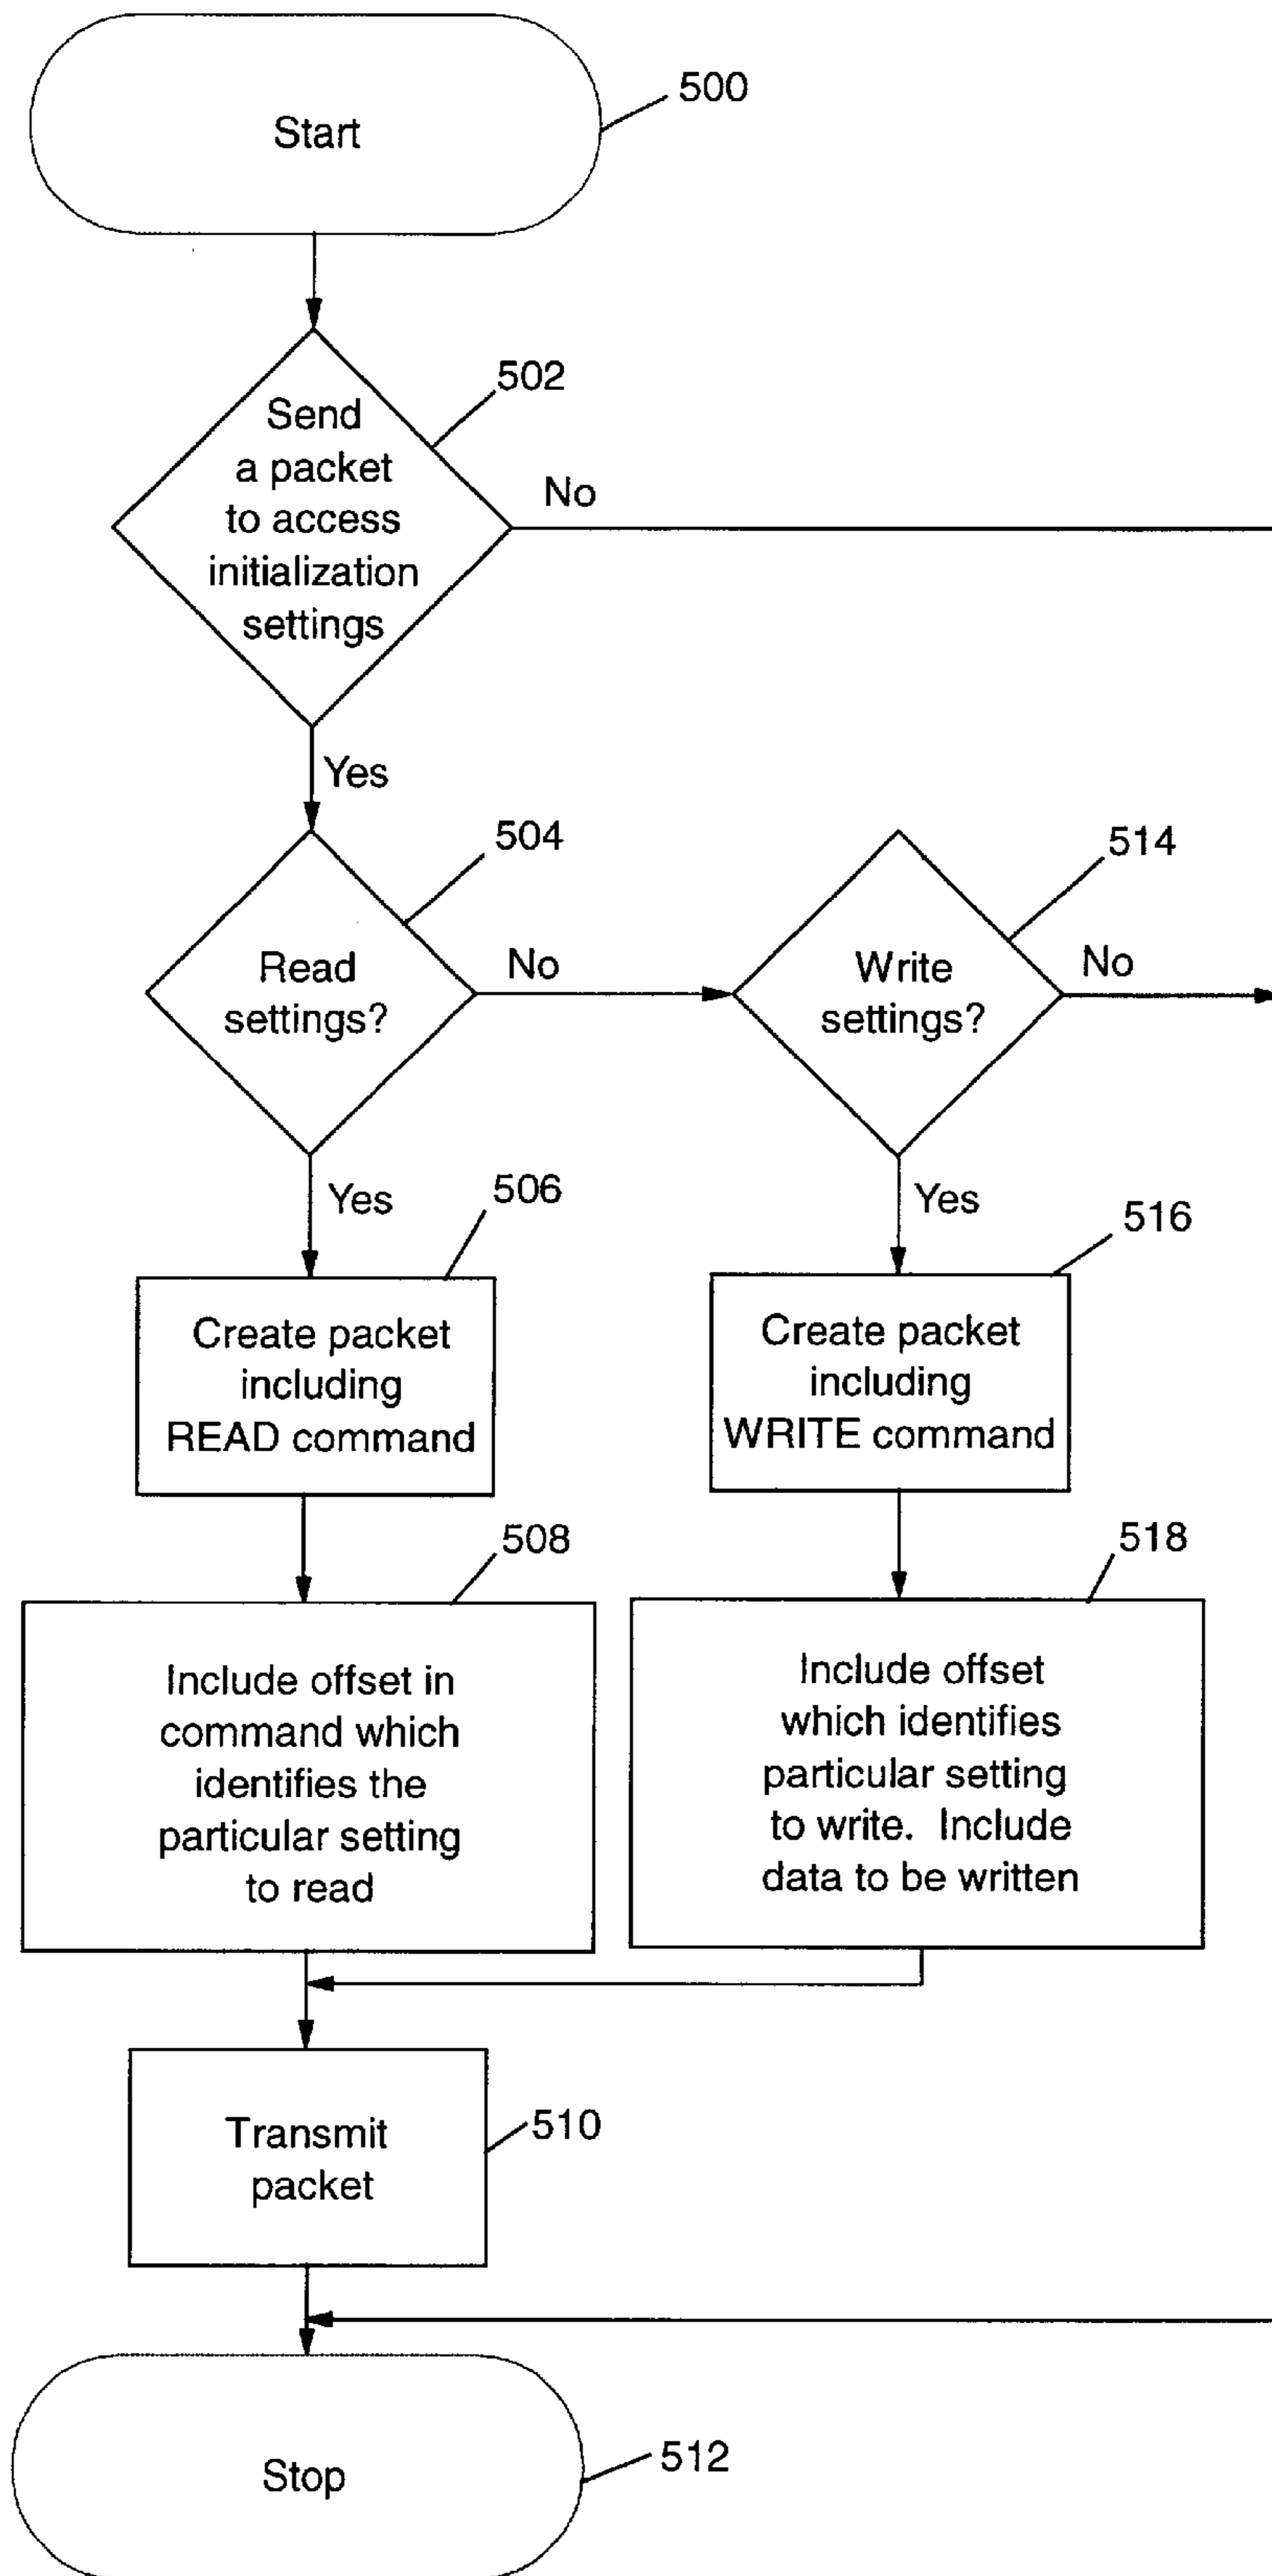 500
Start
502
Send
a packet
to access
initialization
settings
No
Yes
504
Read
settings?
No
514
Write
settings?
No
Yes
506
Create packet
including
READ command
Yes
516
Create packet
including
WRITE command
508
Include offset in
command which
identifies the
particular setting
to read
518
Include offset
which identifies
particular setting
to write.  Include
data to be written
Transmit
packet
510
Stop
512